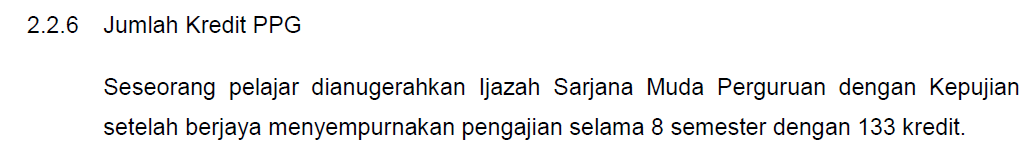 2.2.6 Jumlah Kredit PPG
Seseorang pelajar dianugerahkan Ijazah Sarjana Muda Perguruan dengan Kepujian
setelah berjaya menyempurnakan pengajian selama 8 semester dengan 133 kredit.